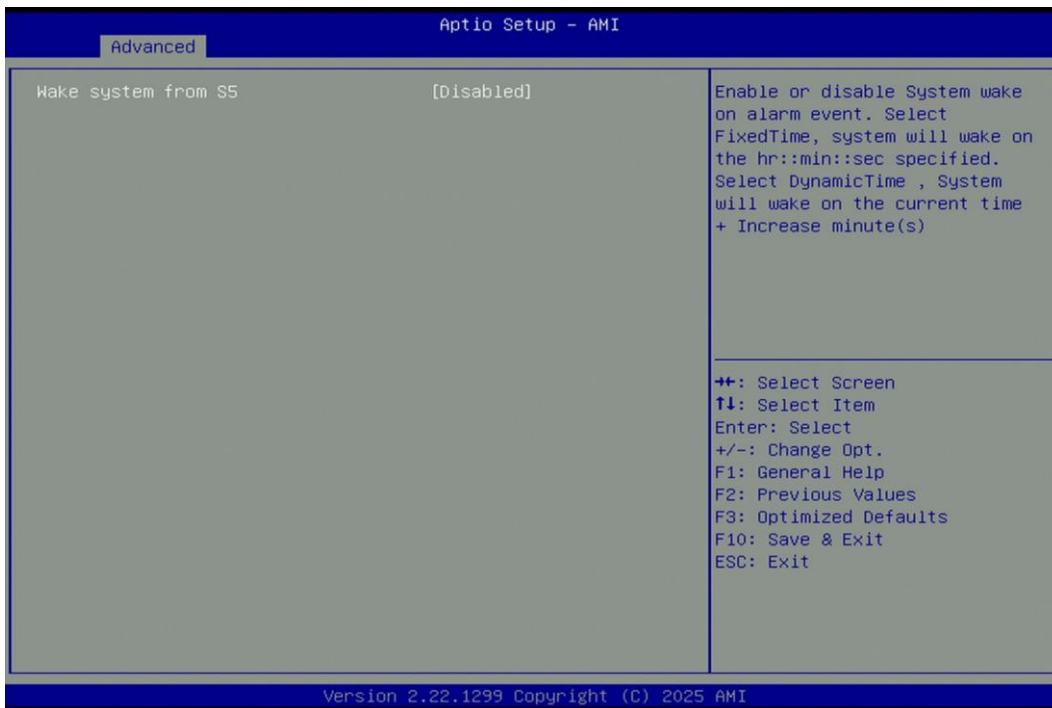 Aptio Setup – AMI
Advanced
Wake system from S5 [Disabled]
Enable or disable System wake
on alarm event. Select
FixedTime, system will wake on
the hr::min::sec specified.
Select DynamicTime , System
will wake on the current time
+ Increase minute(s)
→←: Select Screen
↑↓: Select Item
Enter: Select
+/-: Change Opt.
F1: General Help
F2: Previous Values
F3: Optimized Defaults
F10: Save & Exit
ESC: Exit
Version 2.22.1299 Copyright (C) 2025 AMI